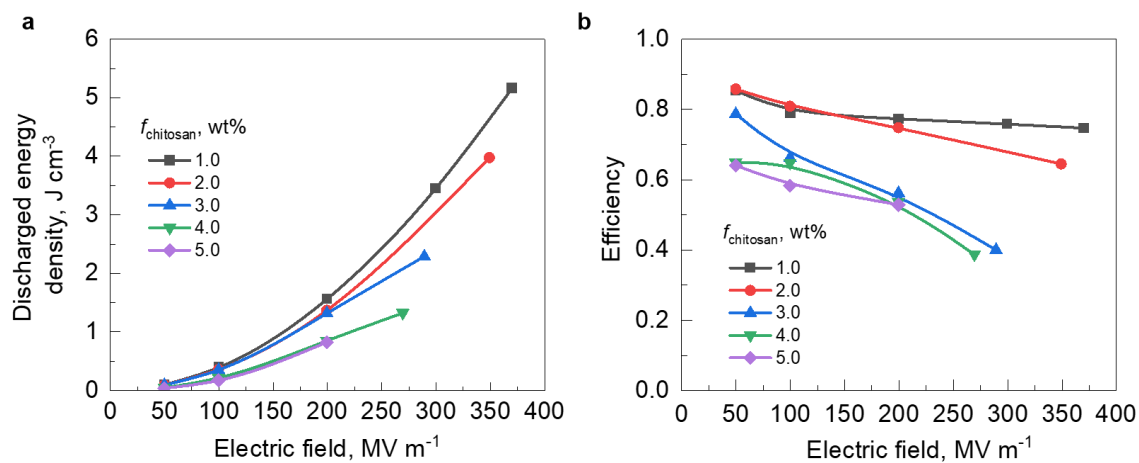 a
Discharged energy
density, J cm⁻³
6
5
4
3
2
1
0
f chitosan, wt%
1.0
2.0
3.0
4.0
5.0
0 50 100 150 200 250 300 350 400
Electric field, MV m⁻¹
b
Efficiency
1.0
0.8
0.6
0.4
0.2
0.0
f chitosan, wt%
1.0
2.0
3.0
4.0
5.0
0 50 100 150 200 250 300 350 400
Electric field, MV m⁻¹